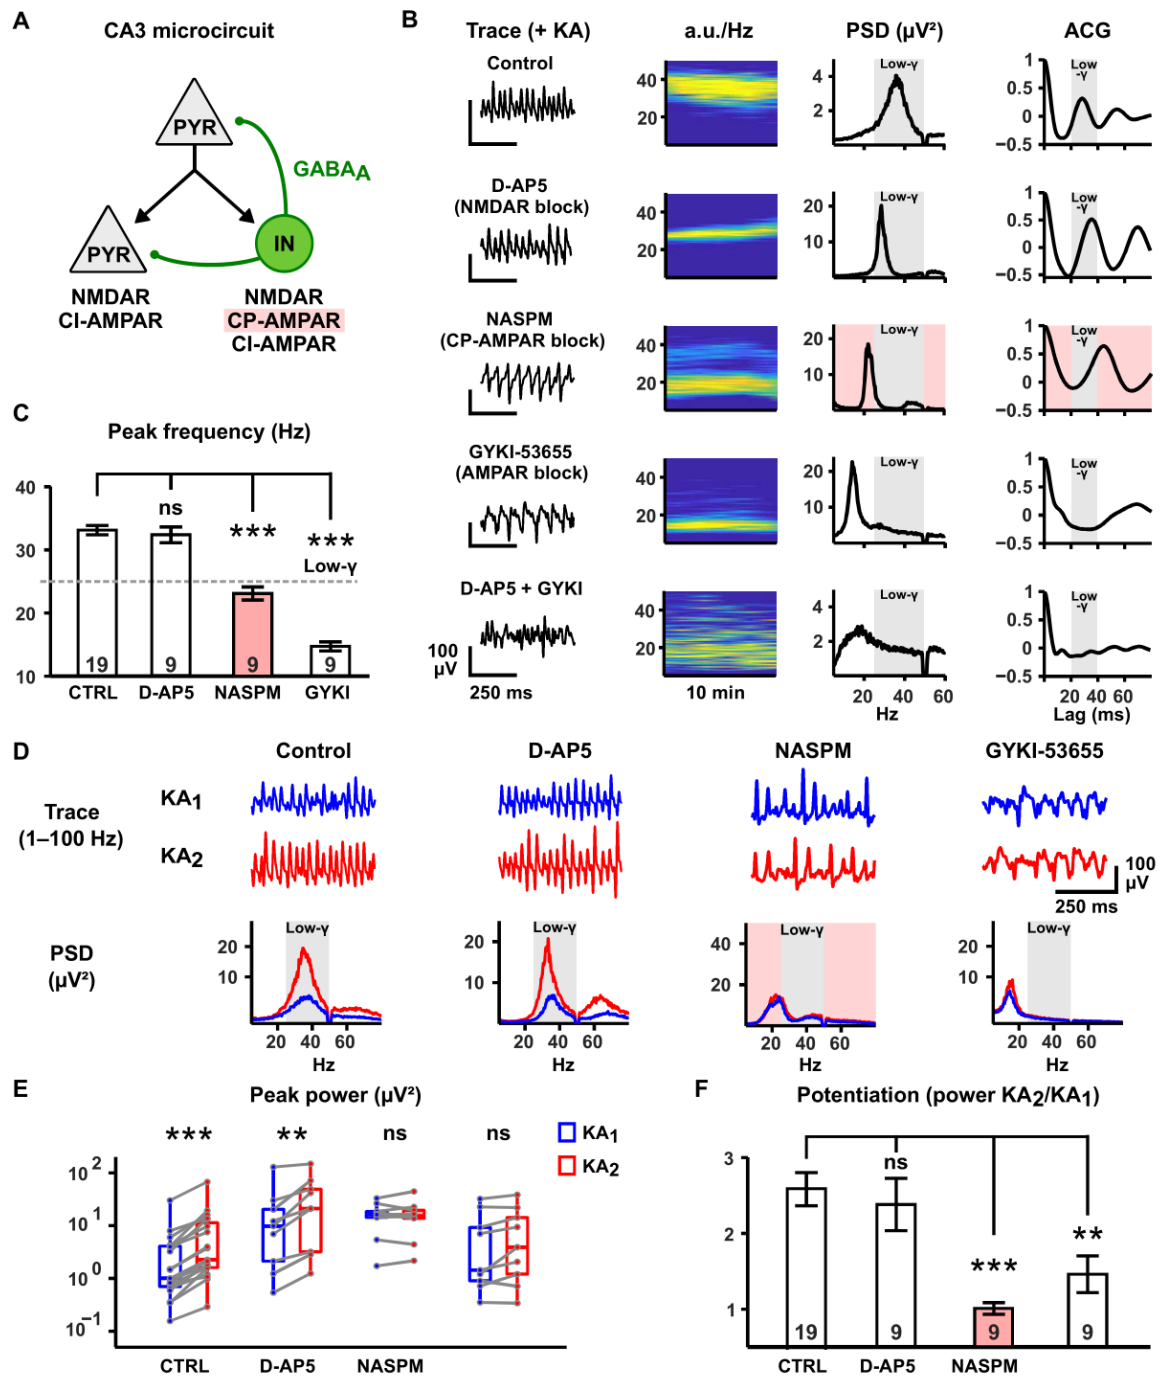 A
CA3 microcircuit
PYR
GABAA
PYR
IN
NMDAR
CI-AMPAR
NMDAR
CP-AMPAR
CI-AMPAR
B
Trace (+ KA)
a.u./Hz
PSD (µV²)
ACG
Control
40
20
4
2
Low-γ
1
0.5
0
−0.5
Low
-γ
D-AP5
(NMDAR block)
40
20
20
10
Low-γ
1
0.5
0
−0.5
Low
-γ
NASPM
(CP-AMPAR block)
40
20
20
10
Low-γ
1
0.5
0
−0.5
Low
-γ
GYKI-53655
(AMPAR block)
40
20
20
10
Low-γ
1
0.5
0
−0.5
Low
-γ
D-AP5 + GYKI
100
µV
250 ms
40
20
10 min
4
2
Low-γ
20 40 60
Hz
1
0.5
0
−0.5
Low
-γ
20 40 60
Lag (ms)
C
Peak frequency (Hz)
40
30
20
10
ns
***
***
Low-γ
19
9
9
9
CTRL
D-AP5
NASPM
GYKI
D
Control
D-AP5
NASPM
GYKI-53655
Trace
(1–100 Hz)
KA1
KA2
100
µV
250 ms
PSD
(µV²)
20
10
Low-γ
20 60
Hz
20
10
Low-γ
20 60
Hz
40
20
Low-γ
20 60
Hz
20
10
Low-γ
20 60
Hz
E
Peak power (µV²)
***
**
ns
ns
KA1
KA2
10²
10¹
10⁰
10⁻¹
CTRL
D-AP5
NASPM
F
Potentiation (power KA2/KA1)
3
2
1
ns
***
**
19
9
9
9
CTRL
D-AP5
NASPM